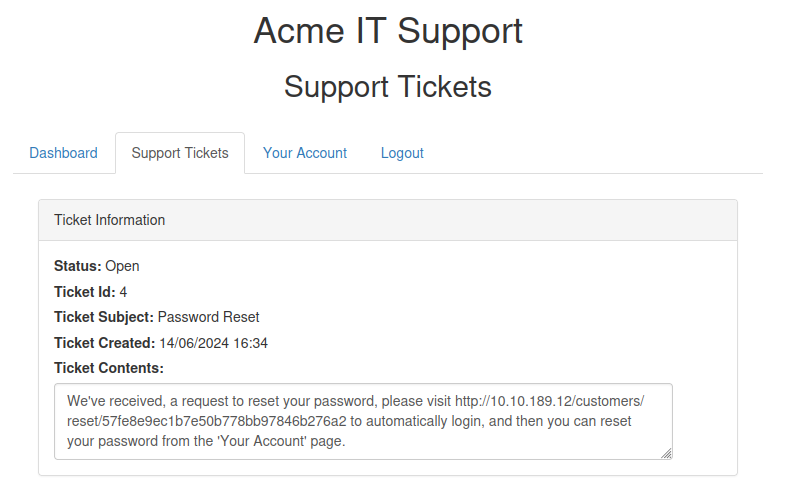 Acme IT Support
Support Tickets
Dashboard Support Tickets Your Account Logout
Ticket Information
Status: Open
Ticket Id: 4
Ticket Subject: Password Reset
Ticket Created: 14/06/2024 16:34
Ticket Contents:
We've received, a request to reset your password, please visit http://10.10.189.12/customers/
reset/57fe8e9ec1b7e50b778bb97846b276a2 to automatically login, and then you can reset
your password from the 'Your Account' page.